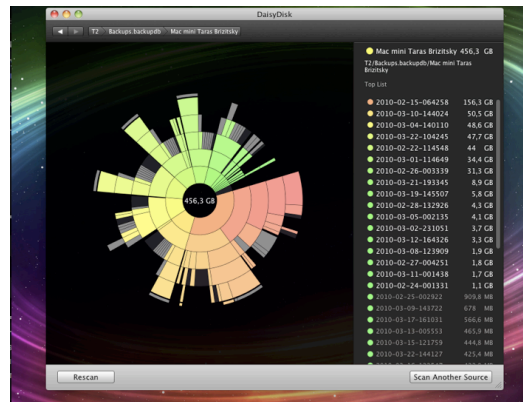 DaisyDisk
T2 Backups.backupdb Mac mini Taras Brizitsky
Mac mini Taras Brizitsky 456,3 GB
T2/Backups.backupdb/Mac mini Taras
Brizitsky
Top List
2010-02-15-064258 156,3 GB
2010-03-10-144024 50,5 GB
2010-03-04-140110 48,6 GB
2010-03-22-104245 47,7 GB
2010-02-22-114548 44 GB
2010-03-01-114649 34,4 GB
2010-02-26-003339 31,3 GB
2010-03-21-193345 8,9 GB
2010-03-19-145507 5,8 GB
2010-02-28-132926 4,3 GB
2010-03-05-002135 4,1 GB
2010-03-02-231051 3,7 GB
2010-03-12-164326 3,3 GB
2010-03-08-123909 1,9 GB
2010-02-27-004251 1,8 GB
2010-03-11-001438 1,7 GB
2010-02-24-001331 1,1 GB
2010-02-25-002922 909,8 MB
2010-03-09-143722 678 MB
2010-03-17-161031 566,6 MB
2010-03-13-005553 465,9 MB
2010-03-15-121759 444,8 MB
2010-03-22-144127 425,4 MB
456,3 GB
Rescan
Scan Another Source